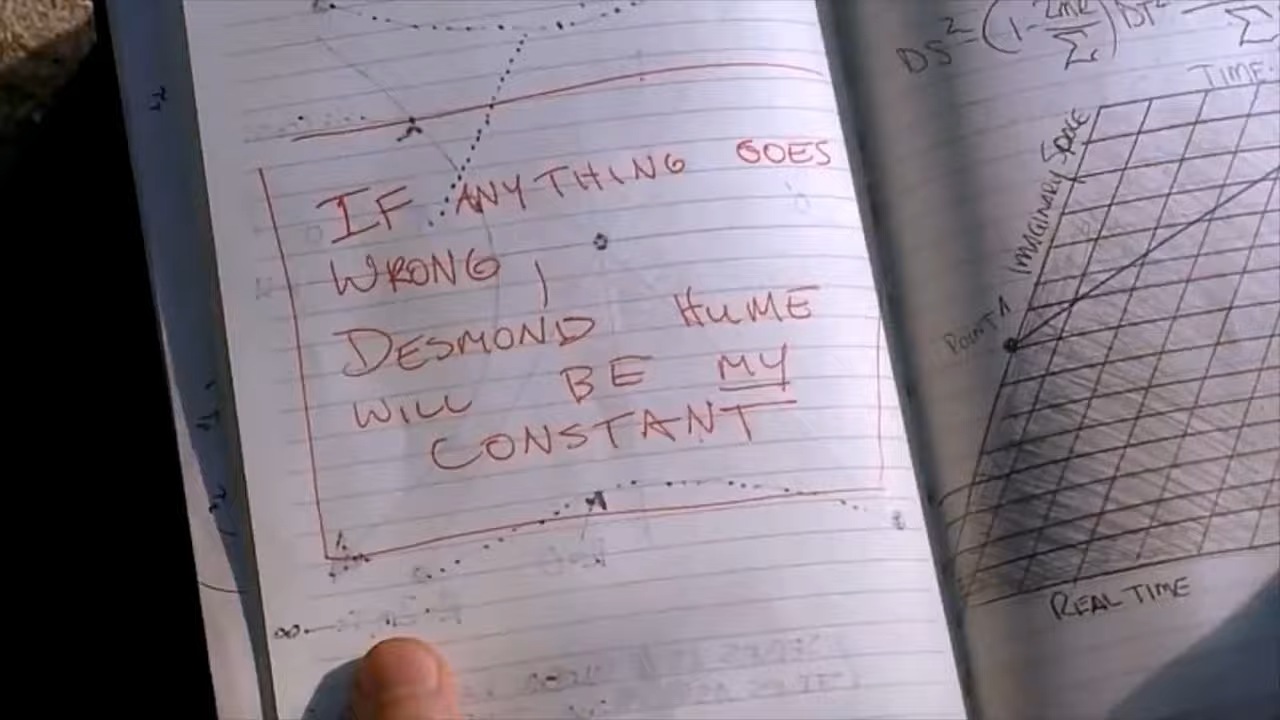 IF ANYTHING GOES
WRONG,
DESMOND HUME
WILL BE MY
CONSTANT
TIME
IMAGINARY SPACE
POINT A
REAL TIME